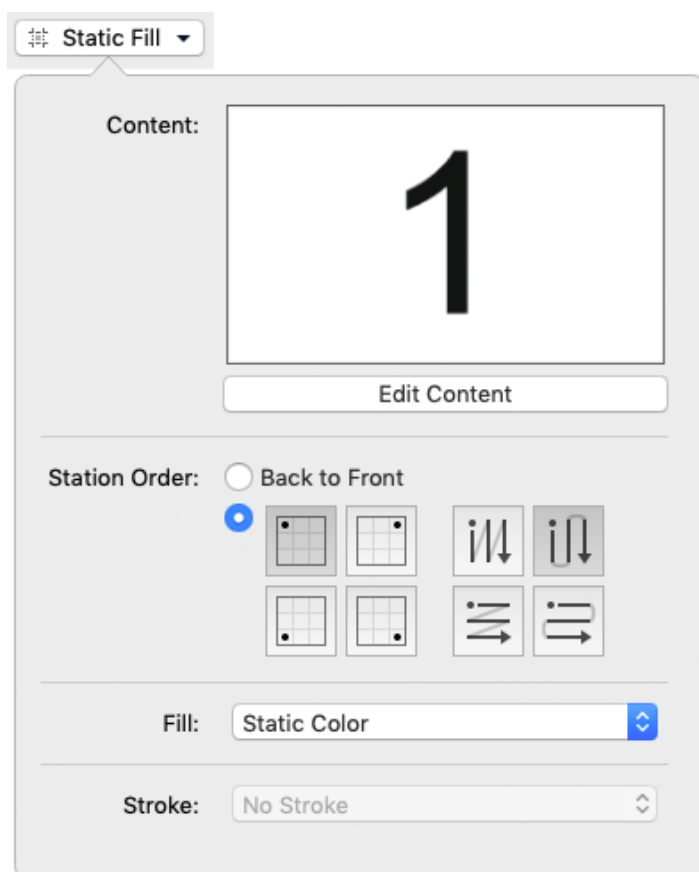 Static Fill
Content:
1
Edit Content
Station Order:
Back to Front
Fill:
Static Color
Stroke:
No Stroke